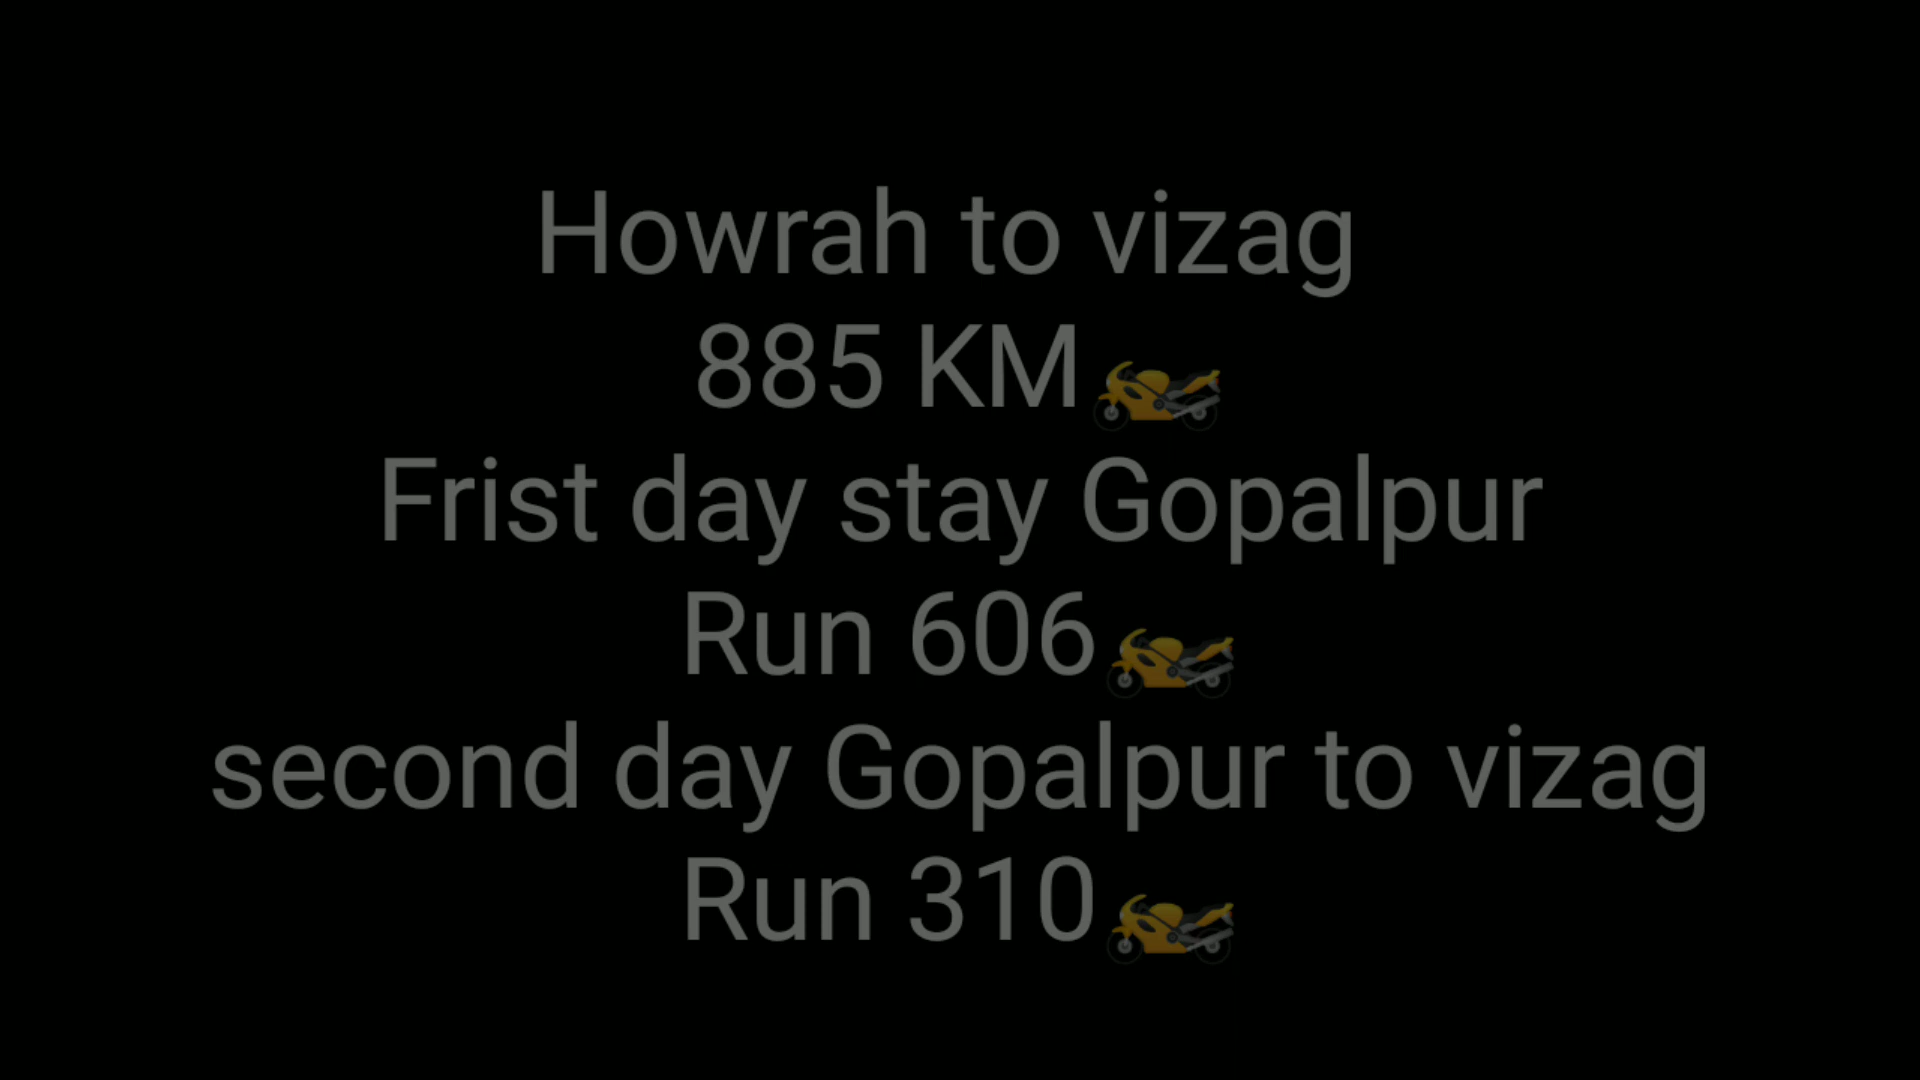 Howrah to vizag
885 KM🏍
Frist day stay Gopalpur
Run 606🏍
second day Gopalpur to vizag
Run 310🏍